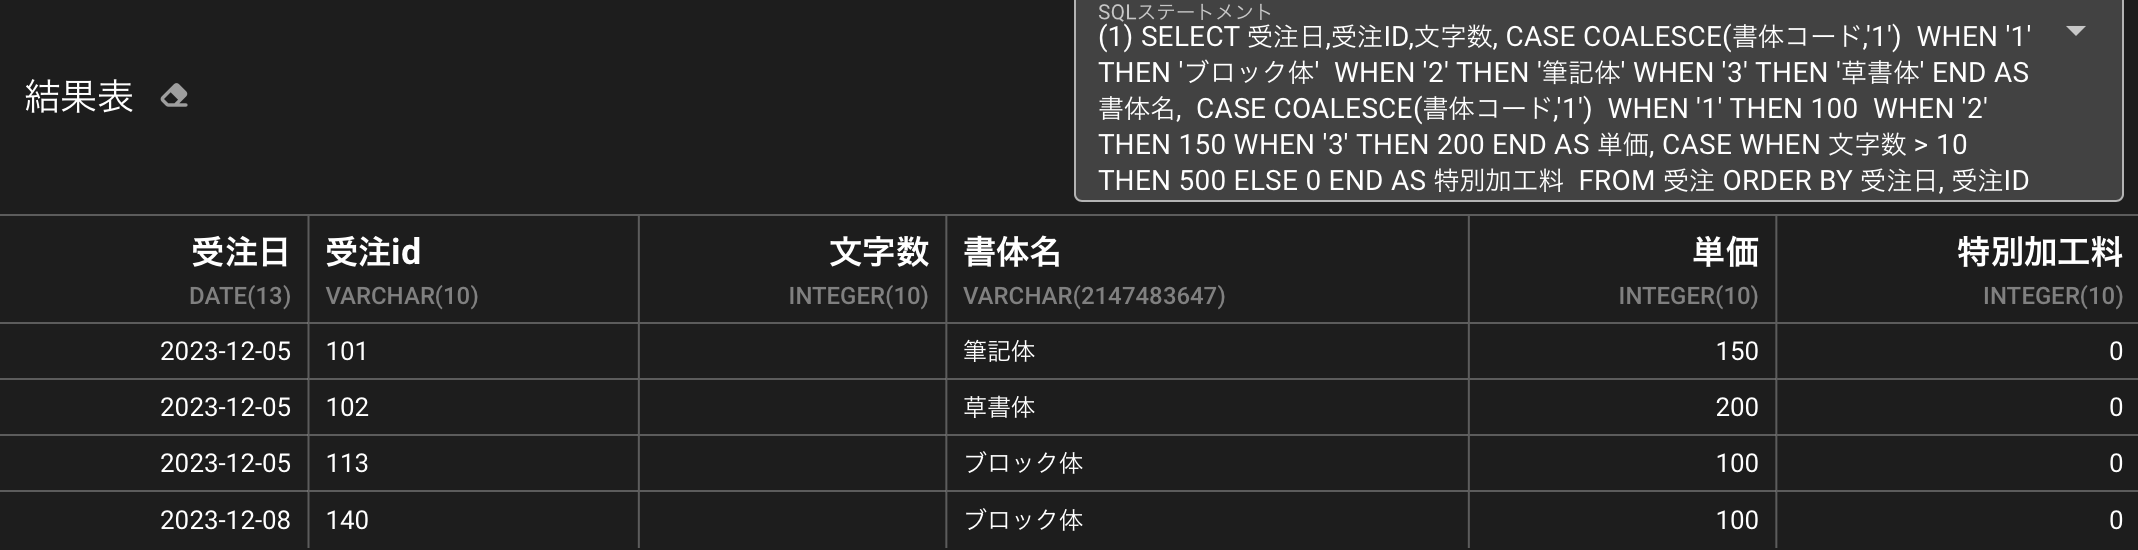 SQLステートメント
(1) SELECT 受注日,受注ID,文字数, CASE COALESCE(書体コード,'1')  WHEN '1'
THEN 'ブロック体'  WHEN '2' THEN '筆記体' WHEN '3' THEN '草書体' END AS
書体名,  CASE COALESCE(書体コード,'1')  WHEN '1' THEN 100  WHEN '2'
THEN 150 WHEN '3' THEN 200 END AS 単価, CASE WHEN 文字数 > 10
THEN 500 ELSE 0 END AS 特別加工料  FROM 受注 ORDER BY 受注日, 受注ID
結果表
受注日 受注id 文字数 書体名 単価 特別加工料
DATE(13) VARCHAR(10) INTEGER(10) VARCHAR(2147483647) INTEGER(10) INTEGER(10)
2023-12-05 101 筆記体 150 0
2023-12-05 102 草書体 200 0
2023-12-05 113 ブロック体 100 0
2023-12-08 140 ブロック体 100 0